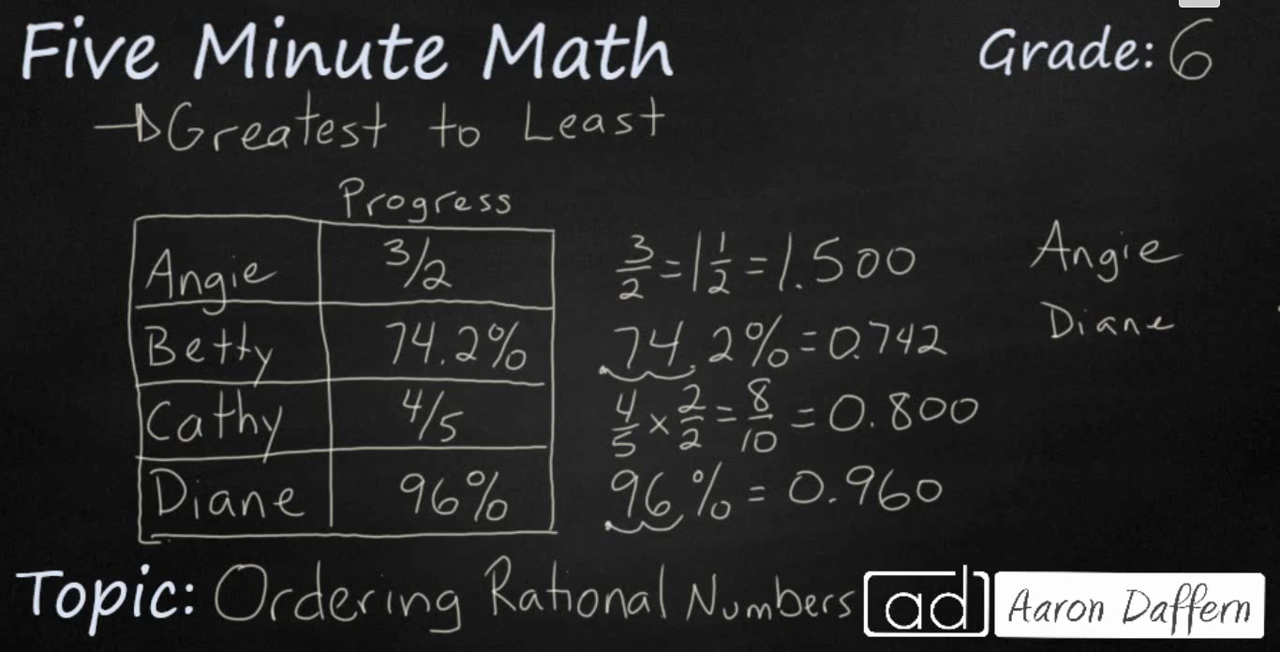 Five Minute Math Grade: 6
→Greatest to Least
Progress
Angie 3/2 3/2 = 1 1/2 = 1.500 Angie
Betty 74.2% 74.2% = 0.742 Diane
Cathy 4/5 4/5 × 2/2 = 8/10 = 0.800
Diane 96% 96% = 0.960
Topic: Ordering Rational Numbers ad Aaron Daffern